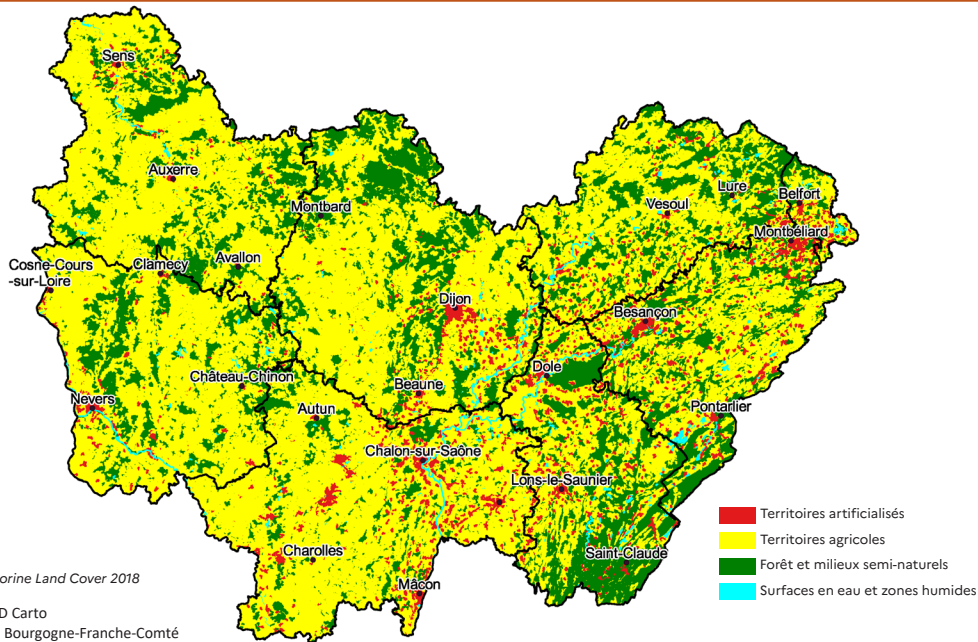 Sens
Auxerre
Montbard
Lure
Belfort
Vesoul
Montbéliard
Cosne-Cours
-sur-Loire
Clamecy
Avallon
Dijon
Besançon
Château-Chinon
Beaune
Dole
Nevers
Autun
Pontarlier
Chalon-sur-Saône
Lons-le-Saunier
Charolles
Saint-Claude
Mâcon
Territoires artificialisés
Territoires agricoles
Forêt et milieux semi-naturels
Surfaces en eau et zones humides
orine Land Cover 2018
D Carto
Bourgogne-Franche-Comté